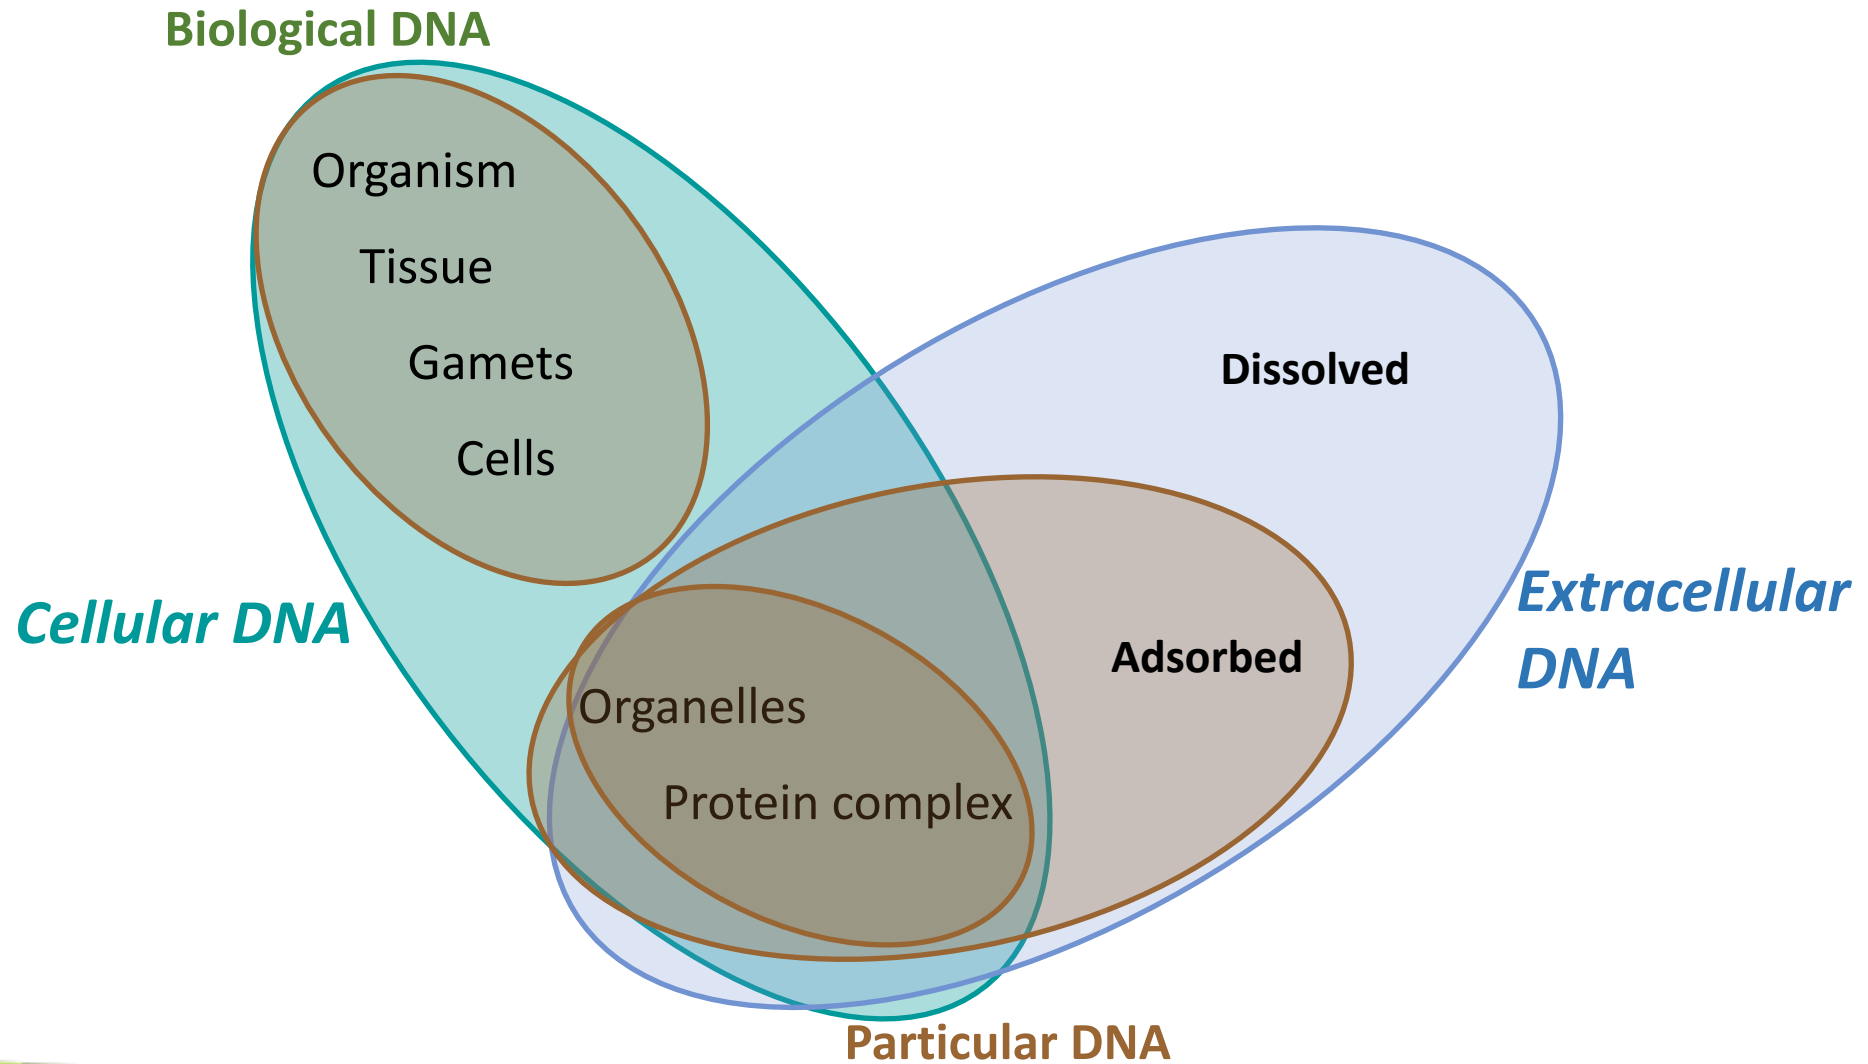 Biological DNA
Organism
Tissue
Gamets
Cells
Dissolved
Cellular DNA
Extracellular
DNA
Adsorbed
Organelles
Protein complex
Particular DNA